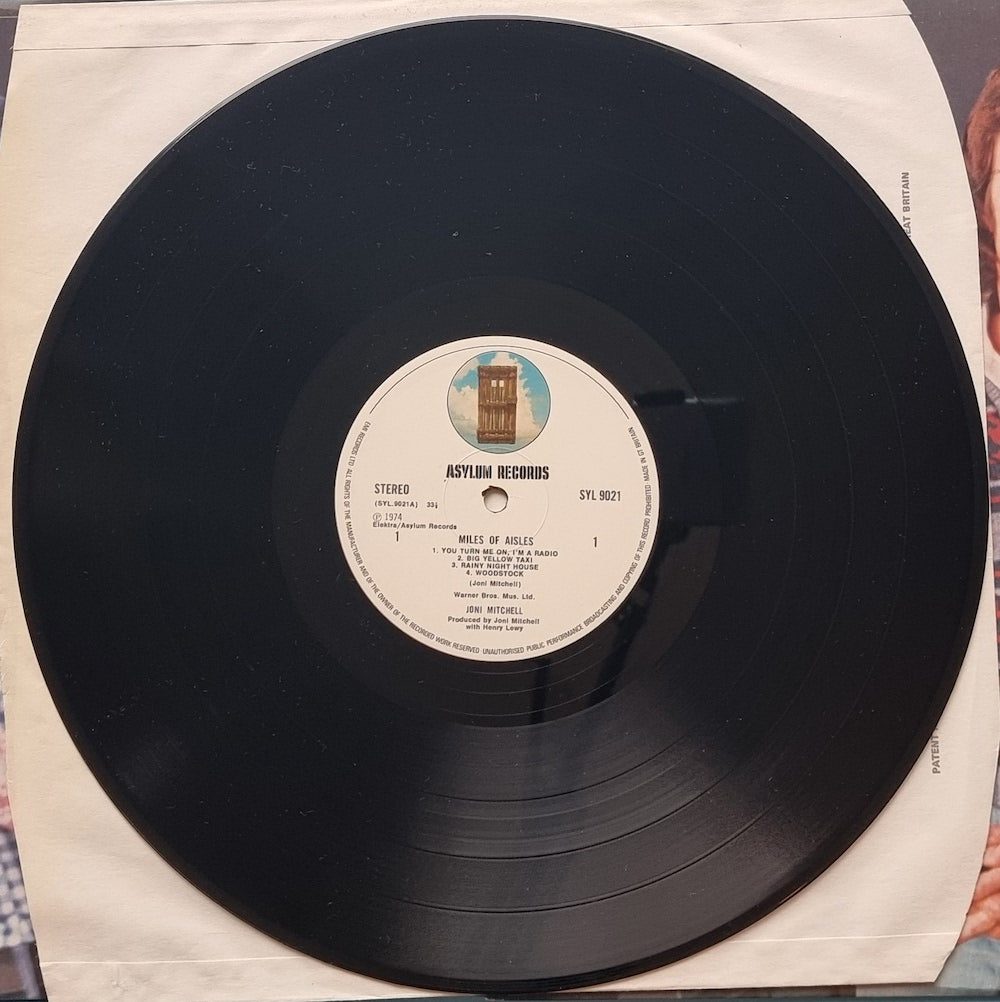 ASYLUM RECORDS
STEREO
SYL 9021
(SYL.9021A) 33⅓
℗ 1974
Elektra/Asylum Records
1
1
MILES OF AISLES
1. YOU TURN ME ON, I'M A RADIO
2. BIG YELLOW TAXI
3. RAINY NIGHT HOUSE
4. WOODSTOCK
(Joni Mitchell)
Warner Bros. Mus. Ltd.
JONI MITCHELL
Produced by Joni Mitchell
with Henry Lewy
EMI RECORDS LTD · ALL RIGHTS OF THE MANUFACTURER AND OF THE OWNER OF THE RECORDED WORK RESERVED UNAUTHORISED PUBLIC PERFORMANCE BROADCASTING AND COPYING OF THIS RECORD PROHIBITED · MADE IN GT BRITAIN
EAT BRITAIN
PATENT